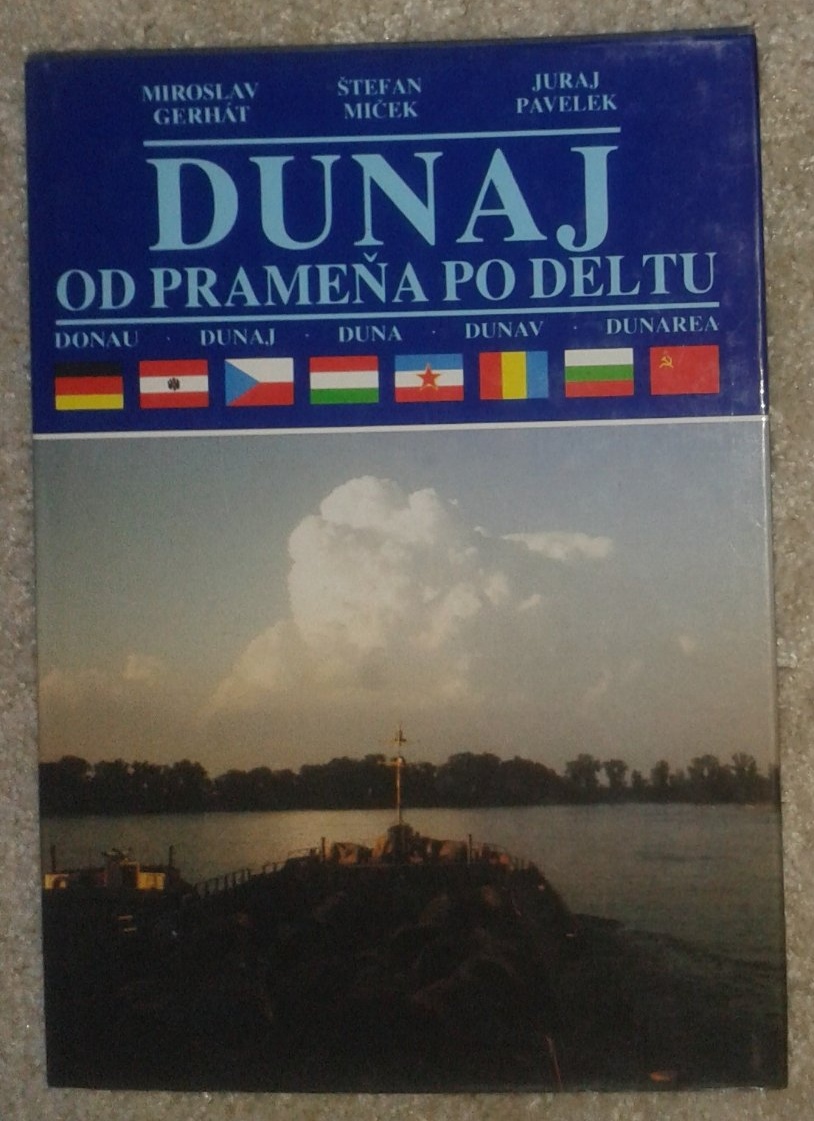 MIROSLAV ŠTEFAN JURAJ
GERHÁT MIČEK PAVELEK
DUNAJ
OD PRAMEŇA PO DELTU
DONAU · DUNAJ · DUNA · DUNAV · DUNAREA